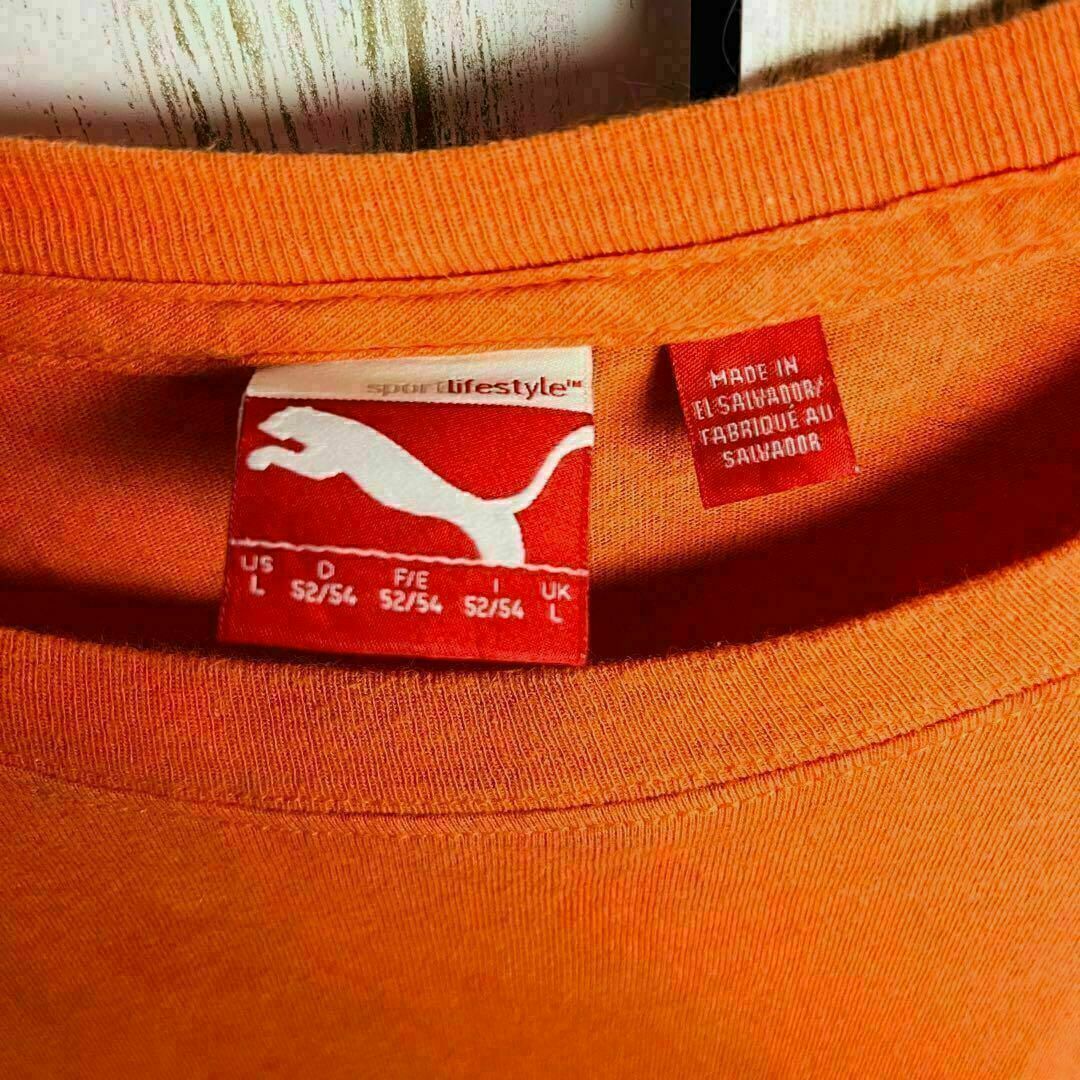 sportlifestyle™
US D F/E I UK
L 52/54 52/54 52/54 L
MADE IN
EL SALVADOR/
FABRIQUÉ AU
SALVADOR